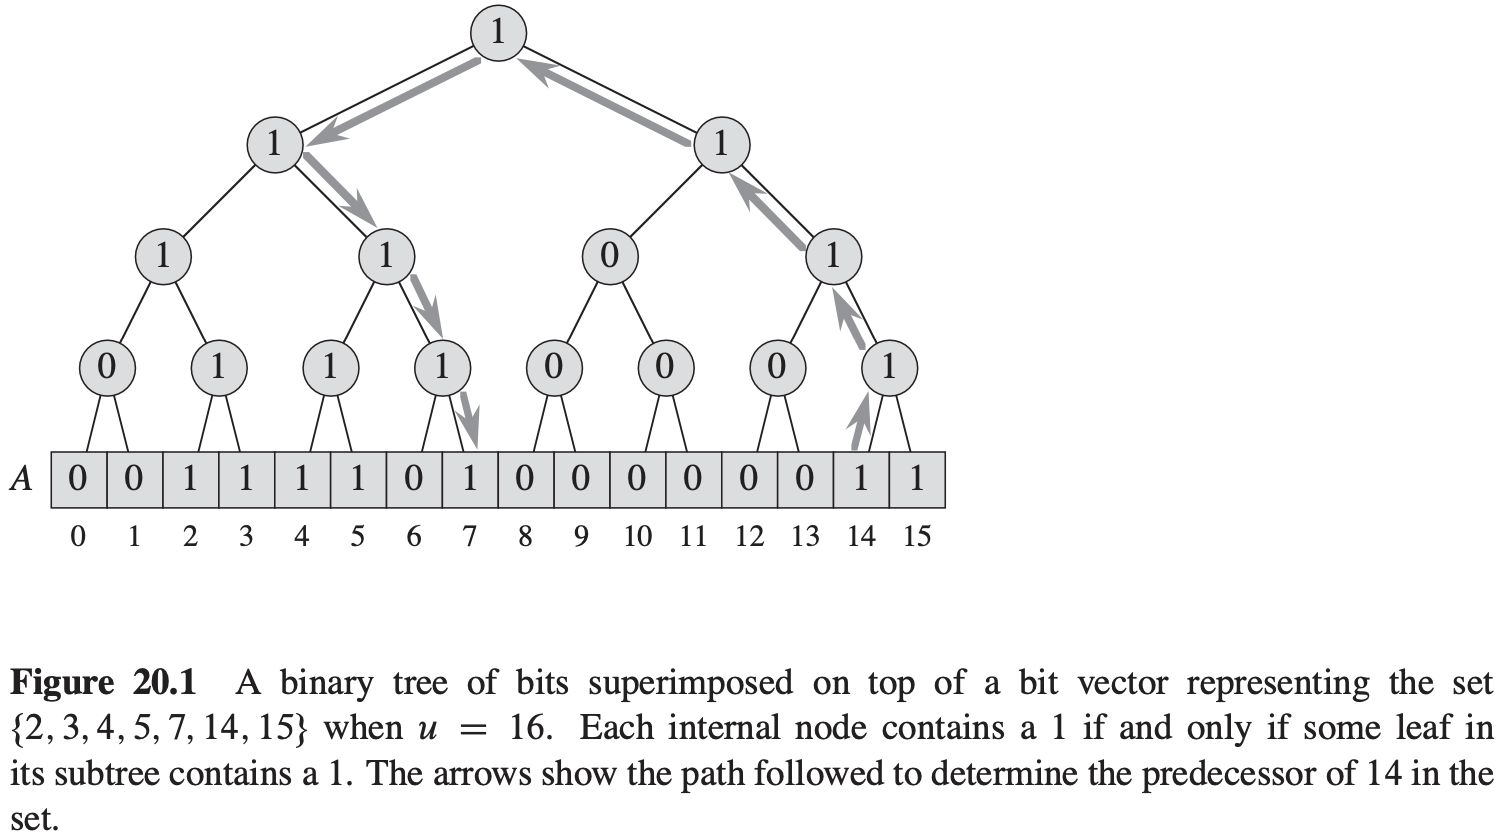 1
1 1
1 1 0 1
0 1 1 1 0 0 0 1
A 0 0 1 1 1 1 0 1 0 0 0 0 0 0 1 1
0 1 2 3 4 5 6 7 8 9 10 11 12 13 14 15
Figure 20.1 A binary tree of bits superimposed on top of a bit vector representing the set
{2, 3, 4, 5, 7, 14, 15} when u = 16. Each internal node contains a 1 if and only if some leaf in
its subtree contains a 1. The arrows show the path followed to determine the predecessor of 14 in the
set.